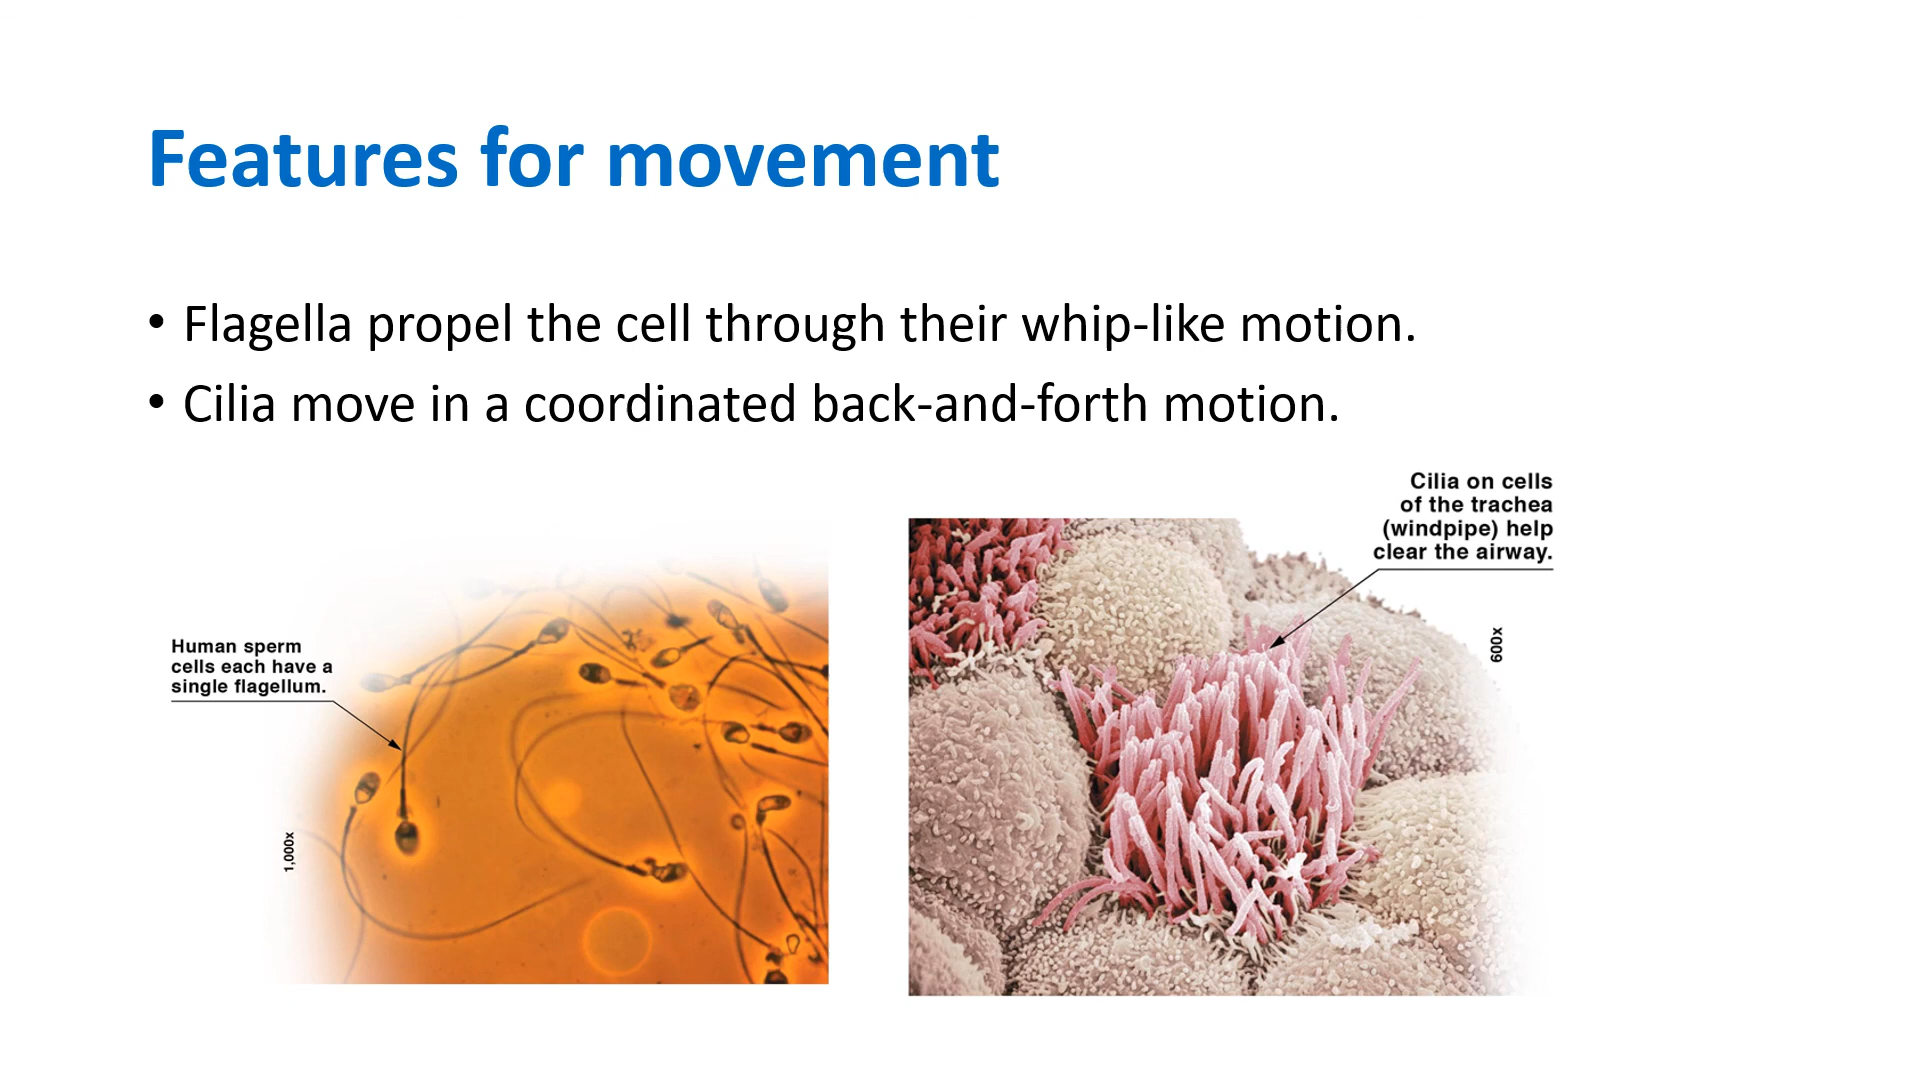 Features for movement
• Flagella propel the cell through their whip-like motion.
• Cilia move in a coordinated back-and-forth motion.
Human sperm
cells each have a
single flagellum.
1,000x
Cilia on cells
of the trachea
(windpipe) help
clear the airway.
600x